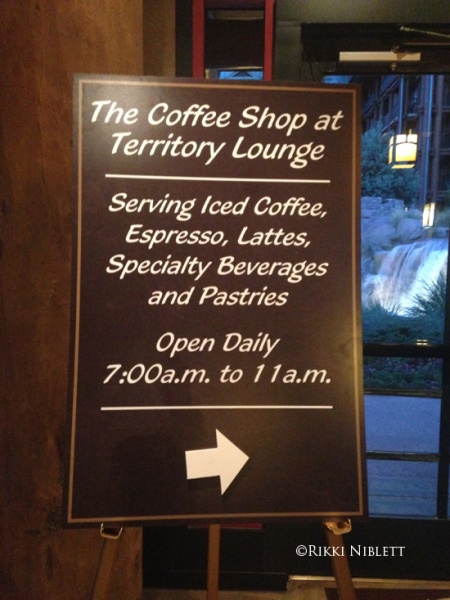 The Coffee Shop at
Territory Lounge
Serving Iced Coffee,
Espresso, Lattes,
Specialty Beverages
and Pastries
Open Daily
7:00a.m. to 11a.m.
©Rikki Niblett